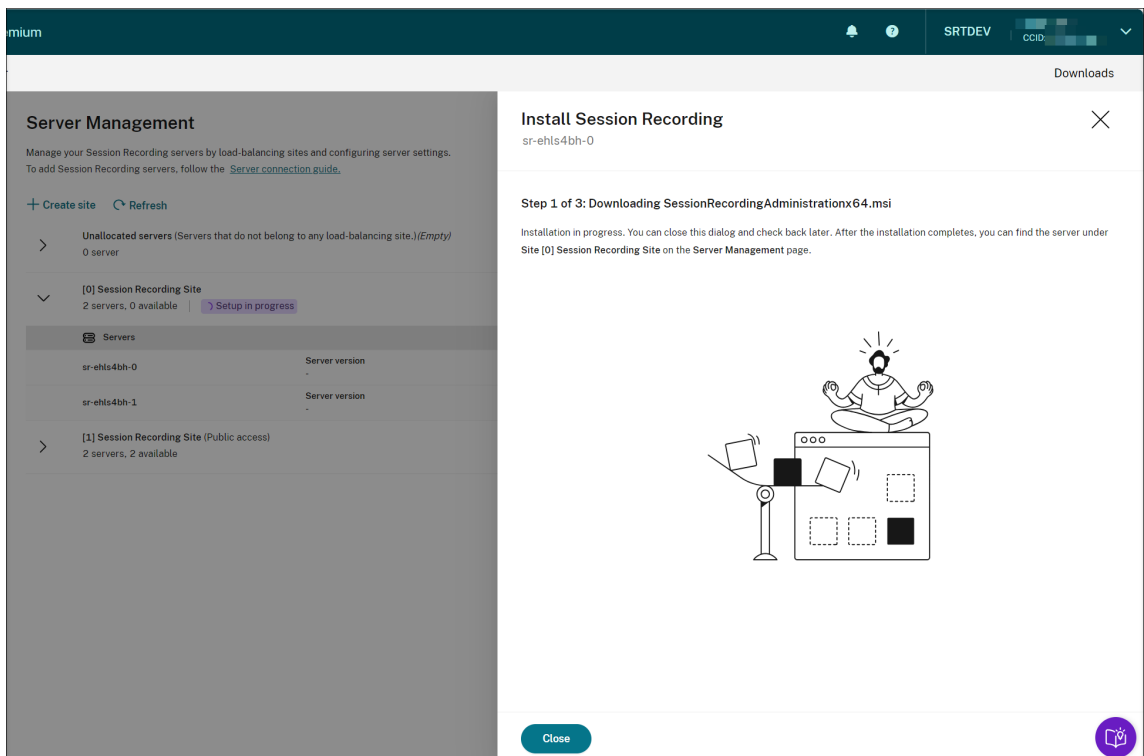 SRTDEV
CCID:
Downloads
Server Management
Manage your Session Recording servers by load-balancing sites and configuring server settings.
To add Session Recording servers, follow the Server connection guide.
Create site Refresh
Unallocated servers (Servers that do not belong to any load-balancing site.)(Empty)
0 server
[0] Session Recording Site
2 servers, 0 available Setup in progress
Servers
sr-ehls4bh-0
Server version
-
sr-ehls4bh-1
Server version
-
[1] Session Recording Site (Public access)
2 servers, 2 available
Install Session Recording
sr-ehls4bh-0
Step 1 of 3: Downloading SessionRecordingAdministrationx64.msi
Installation in progress. You can close this dialog and check back later. After the installation completes, you can find the server under
Site [0] Session Recording Site on the Server Management page.
Close